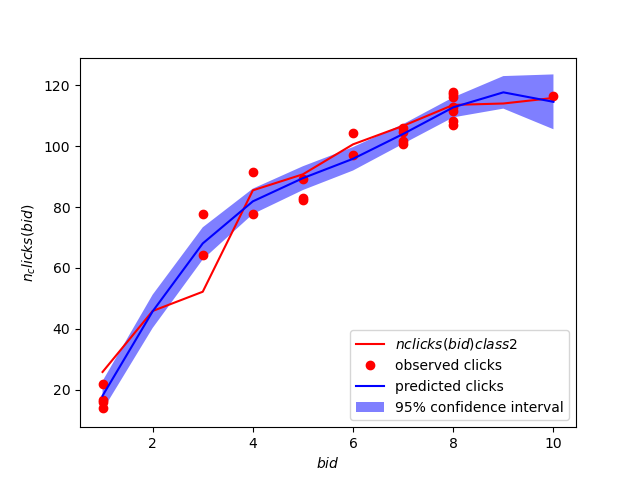 120
100
80
60
40
20
n_clicks(bid)
nclicks(bid)class2
observed clicks
predicted clicks
95% confidence interval
2
4
6
8
10
bid